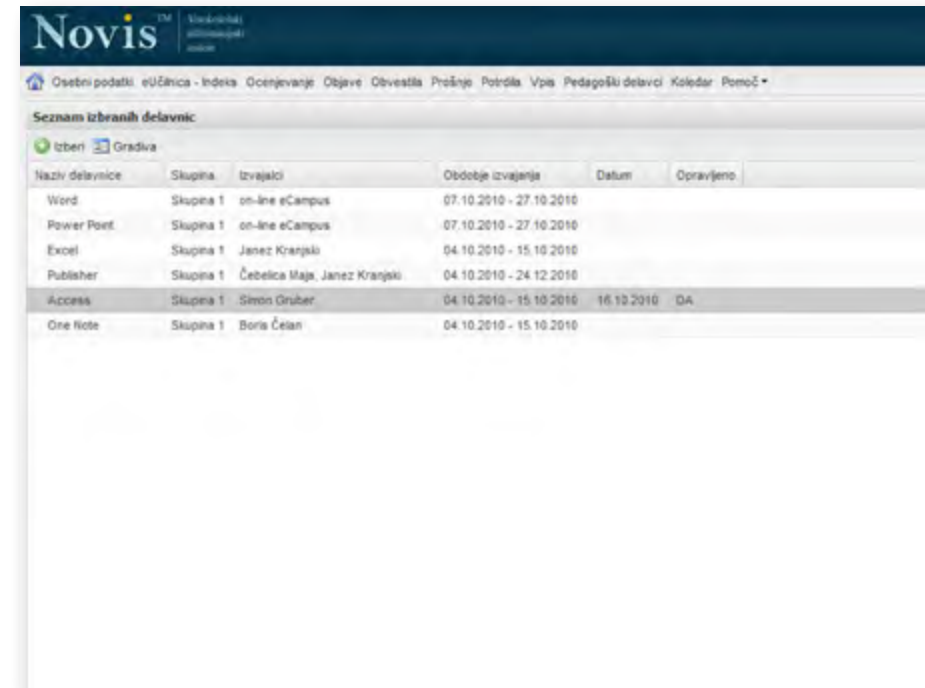 Novis TM
Osebni podatki eUčilnica - Indeks Ocenjevanje Objave Obvestila Prošnje Potrdila Vpis Pedagoški delavci Koledar Pomoč
Seznam izbranih delavnic
Izberi Gradiva
Naziv delavnice Skupina Izvajalci Obdobje izvajanja Datum Opravljeno
Word Skupina 1 on-line eCampus 07.10.2010 - 27.10.2010
Power Point Skupina 1 on-line eCampus 07.10.2010 - 27.10.2010
Excel Skupina 1 Janez Kranjski 04.10.2010 - 15.10.2010
Publisher Skupina 1 Čebelica Maja, Janez Kranjski 04.10.2010 - 24.12.2010
Access Skupina 1 Simon Gruber 04.10.2010 - 15.10.2010 16.10.2010 DA
One Note Skupina 1 Boris Čelan 04.10.2010 - 15.10.2010